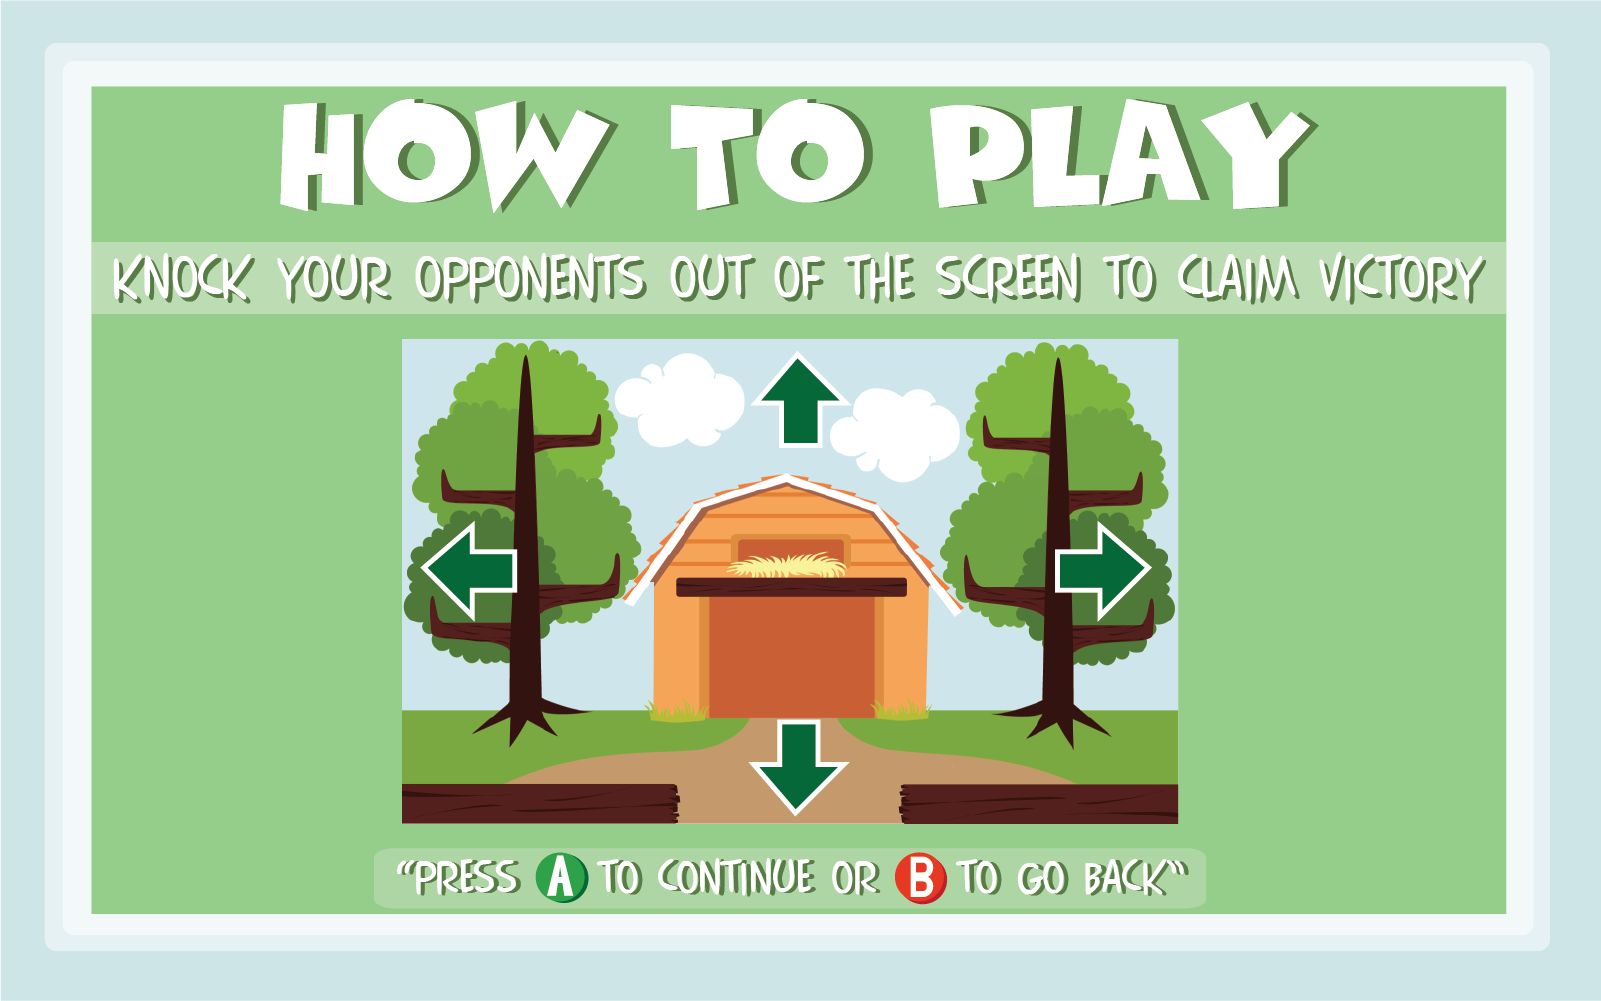 HOW TO PLAY
KNOCK YOUR OPPONENTS OUT OF THE SCREEN TO CLAIM VICTORY
"PRESS A TO CONTINUE OR B TO GO BACK"